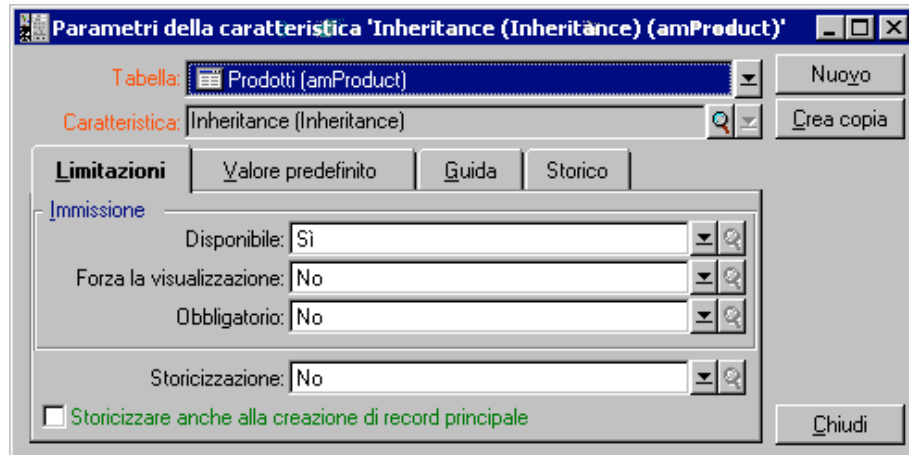 Parametri della caratteristica 'Inheritance (Inheritance) (amProduct)'
Tabella: Prodotti (amProduct) Nuovo
Caratteristica: Inheritance (Inheritance) Crea copia
Limitazioni Valore predefinito Guida Storico
Immissione
Disponibile: Sì
Forza la visualizzazione: No
Obbligatorio: No
Storicizzazione: No
Storicizzare anche alla creazione di record principale
Chiudi